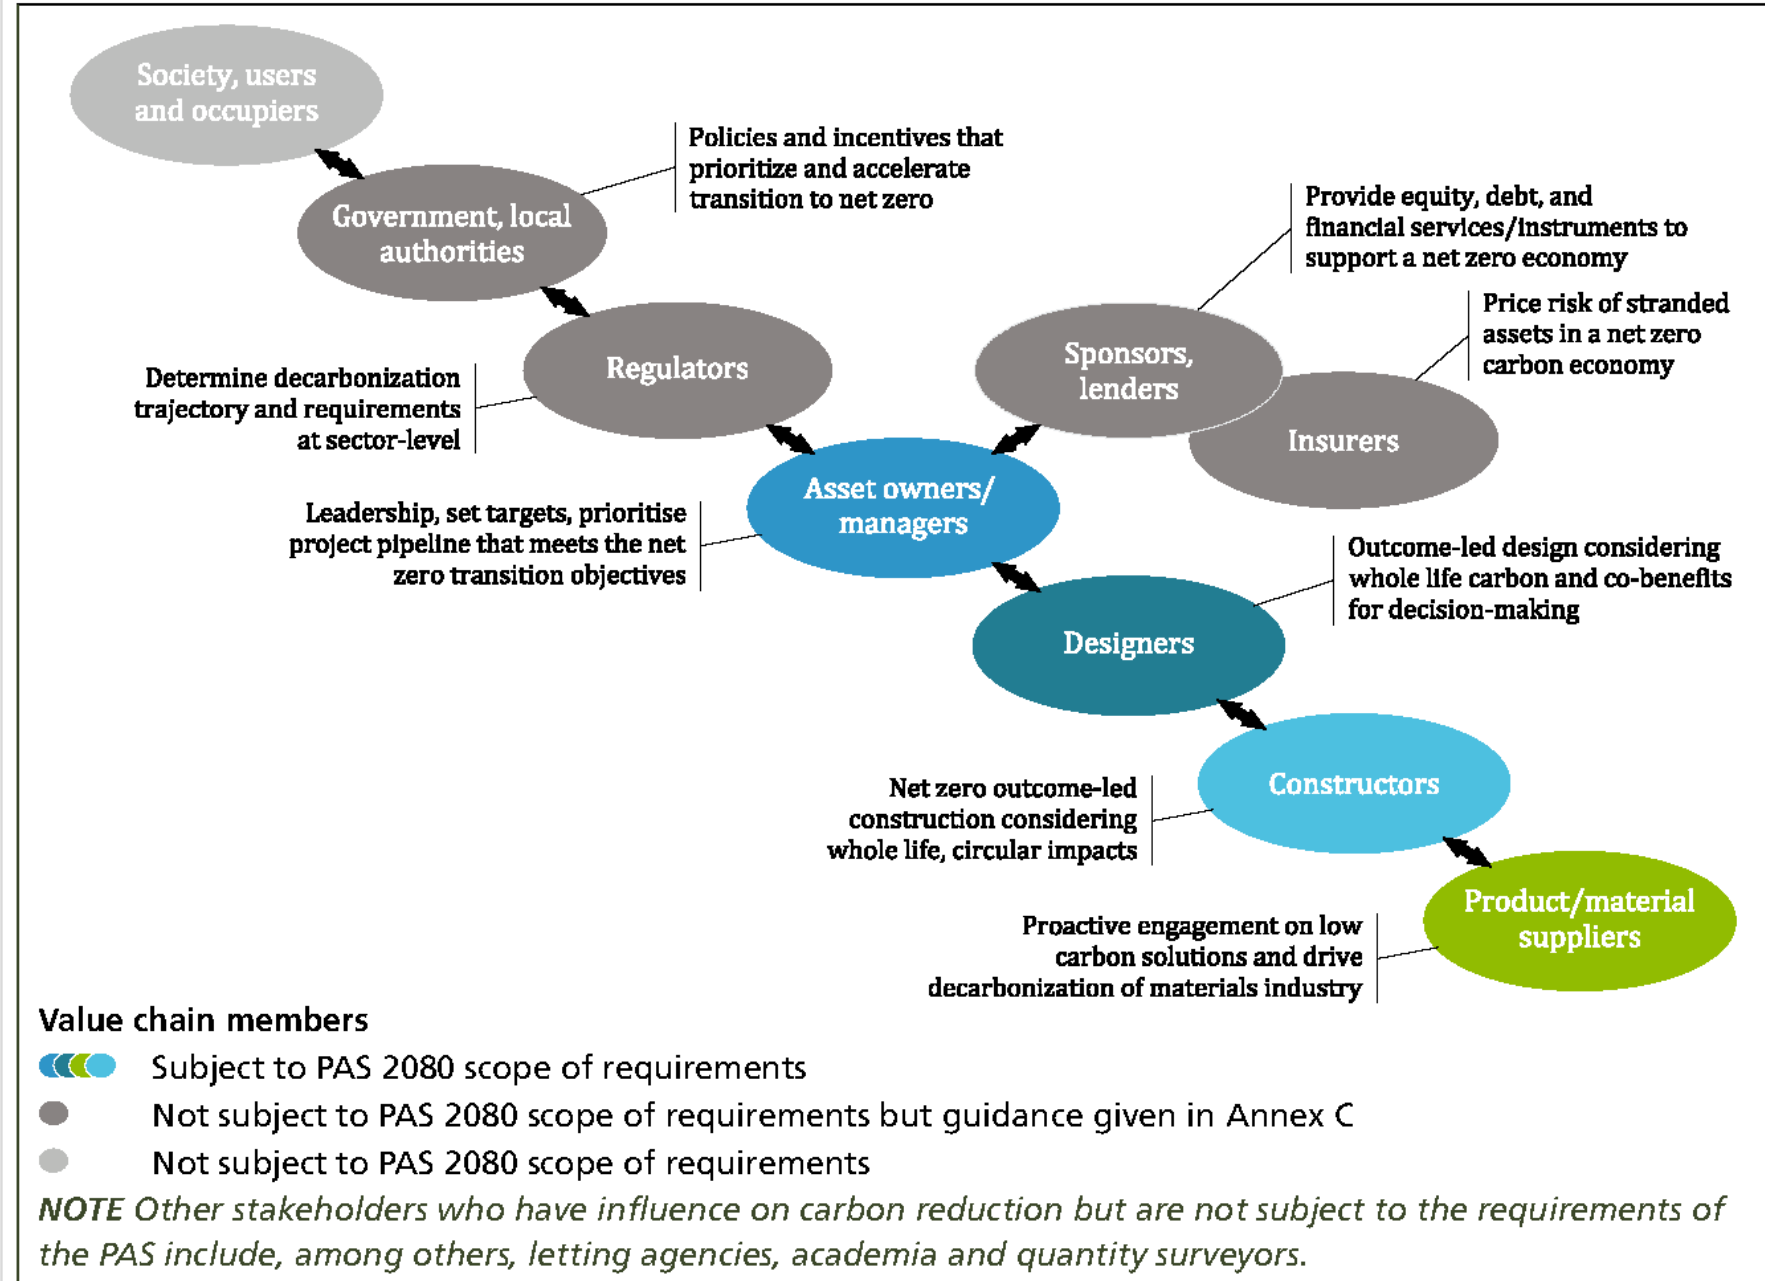 Society, users
and occupiers
Policies and incentives that
prioritize and accelerate
transition to net zero
Government, local
authorities
Provide equity, debt, and
financial services/instruments to
support a net zero economy
Price risk of stranded
assets in a net zero
carbon economy
Regulators
Sponsors,
lenders
Insurers
Determine decarbonization
trajectory and requirements
at sector-level
Asset owners/
managers
Leadership, set targets, prioritise
project pipeline that meets the net
zero transition objectives
Outcome-led design considering
whole life carbon and co-benefits
for decision-making
Designers
Constructors
Net zero outcome-led
construction considering
whole life, circular impacts
Product/material
suppliers
Proactive engagement on low
carbon solutions and drive
decarbonization of materials industry
Value chain members
Subject to PAS 2080 scope of requirements
Not subject to PAS 2080 scope of requirements but guidance given in Annex C
Not subject to PAS 2080 scope of requirements
NOTE Other stakeholders who have influence on carbon reduction but are not subject to the requirements of
the PAS include, among others, letting agencies, academia and quantity surveyors.